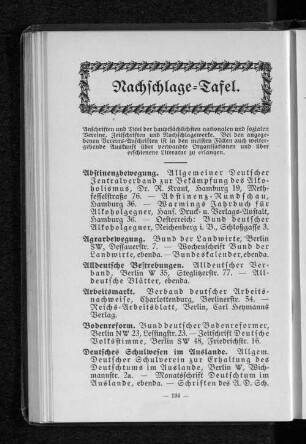 Nachschlage-Tafel.
Anschriften und Titel der hauptsächlichsten nationalen und sozialen
Vereine, Zeitschriften und Nachschlagewerke. Bei den angege-
benen Vereins-Anschriften ist in den meisten Fällen auch weiter-
gehende Auskunft über verwandte Organisationen und über
erschienene Literatur zu erlangen.
Abstinenzbewegung. Allgemeiner Deutscher
Zentralverband zur Bekämpfung des Alko-
holismus, Dr. R. Kraut, Hamburg 19,
fesselstraße 76. — Abstinenz-Rundschau,
Hamburg 36. — Warmings Jahrbuch für
Alkoholgegner, Hans. Druck- u. Verlags-Anstalt,
Hamburg 36. — Oesterreich: Bund deutscher
Alkoholgegner, Reichenberg i. B., Schloßgasse 3.
Agrarbewegung. Bund der Landwirte, Berlin
SW, Dessauerstr. 7. — Wochenschrift Bund der
Landwirte, ebenda. — Bundeskalender, ebenda.
Alldeutsche Bestrebungen. Alldeutscher Ver-
band, Berlin W 35, Steglitzerstr. 77. — All-
deutsche Blätter, ebenda.
Arbeitsmarkt. Verband deutscher Arbeits-
nachweise, Charlottenburg, Berlinerstr. 54. —
Reichs-Arbeitsblatt, Berlin, Carl Heymanns
Verlag.
Bodenreform. Bund deutscher Bodenreformer,
Berlin NW 23, Lessingstr. — Zeitschrift Deutsche
Volksstimme, Berlin SW 48, Friedrichstr. 16.
Deutsches Schulwesen im Auslande. Allgem.
Deutscher Schulverein zur Erhaltung des
Deutschtums im Auslande, Berlin W, Wich-
mannstr. 2a. — Monatsschrift Deutschtum im
Auslande, ebenda. — Schriften des A. D. Sch.